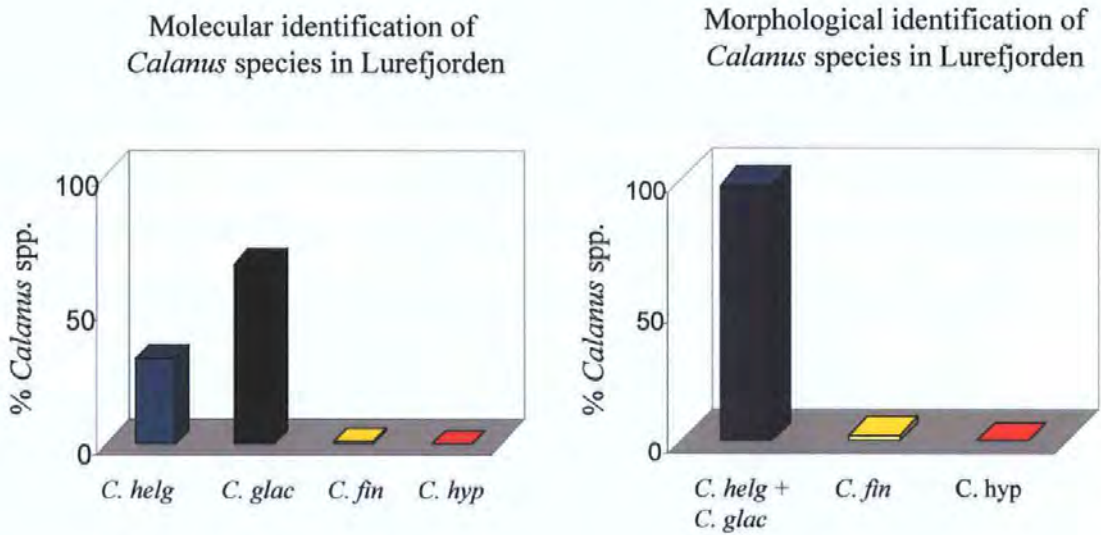 Molecular identification of
Calanus species in Lurefjorden
% Calanus spp.
100
50
0
C. helg
C. glac
C. fin
C. hyp
Morphological identification of
Calanus species in Lurefjorden
% Calanus spp.
100
50
0
C. helg +
C. glac
C. fin
C. hyp